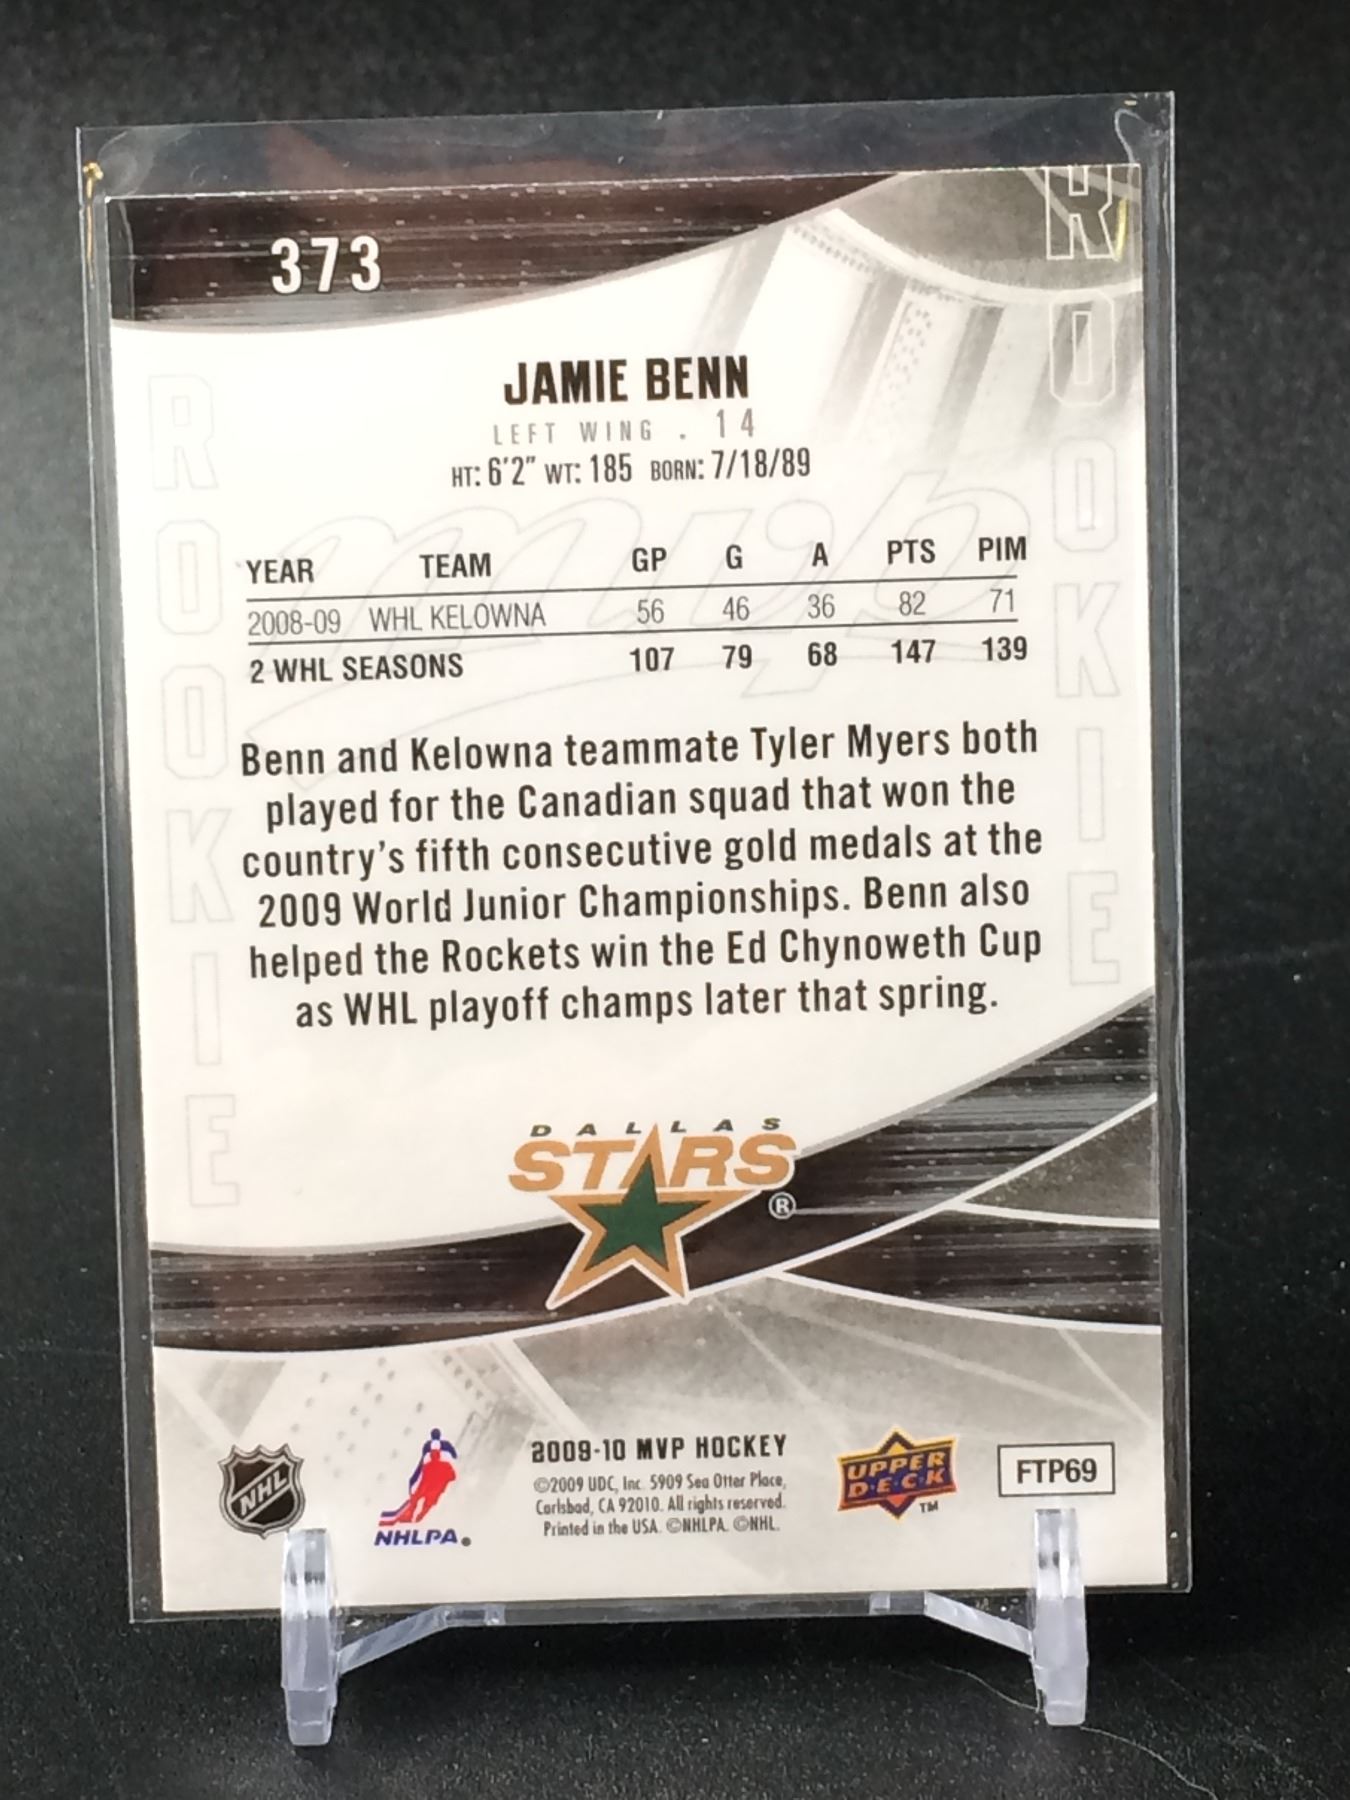 373
JAMIE BENN
LEFT WING . 14
HT: 6'2" WT: 185 BORN: 7/18/89
YEAR TEAM GP G A PTS PIM
2008-09 WHL KELOWNA 56 46 36 82 71
2 WHL SEASONS 107 79 68 147 139
Benn and Kelowna teammate Tyler Myers both
played for the Canadian squad that won the
country's fifth consecutive gold medals at the
2009 World Junior Championships. Benn also
helped the Rockets win the Ed Chynoweth Cup
as WHL playoff champs later that spring.
ROOKIE
ROOKIE
mvp
DALLAS
STARS
®
NHL
NHLPA®
2009-10 MVP HOCKEY
©2009 UDC, Inc. 5909 Sea Otter Place,
Carlsbad, CA 92010. All rights reserved.
Printed in the USA. ©NHLPA. ©NHL.
UPPER
DECK
TM
FTP69